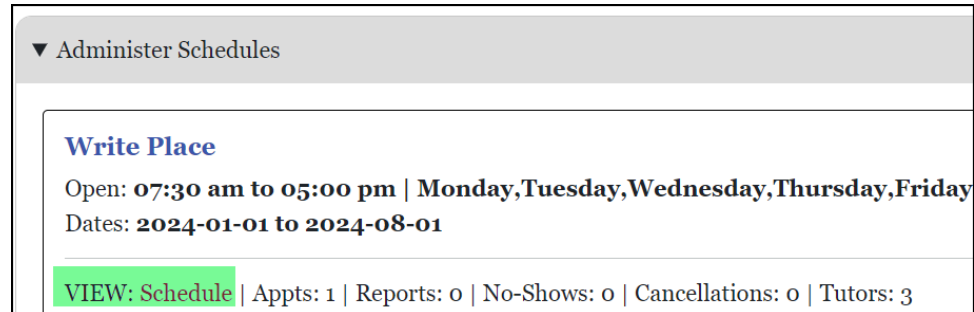 ▼ Administer Schedules
Write Place
Open: 07:30 am to 05:00 pm | Monday,Tuesday,Wednesday,Thursday,Friday
Dates: 2024-01-01 to 2024-08-01
VIEW: Schedule | Appts: 1 | Reports: 0 | No-Shows: 0 | Cancellations: 0 | Tutors: 3